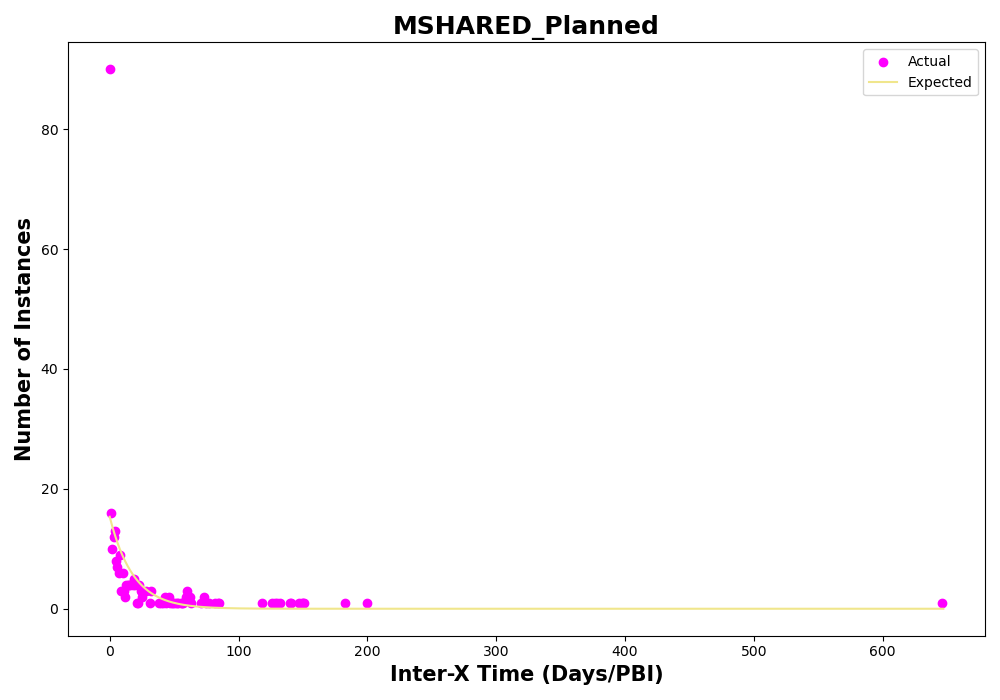 MSHARED_Planned
Actual
Expected
Number of Instances
80
60
40
20
0
0 100 200 300 400 500 600
Inter-X Time (Days/PBI)